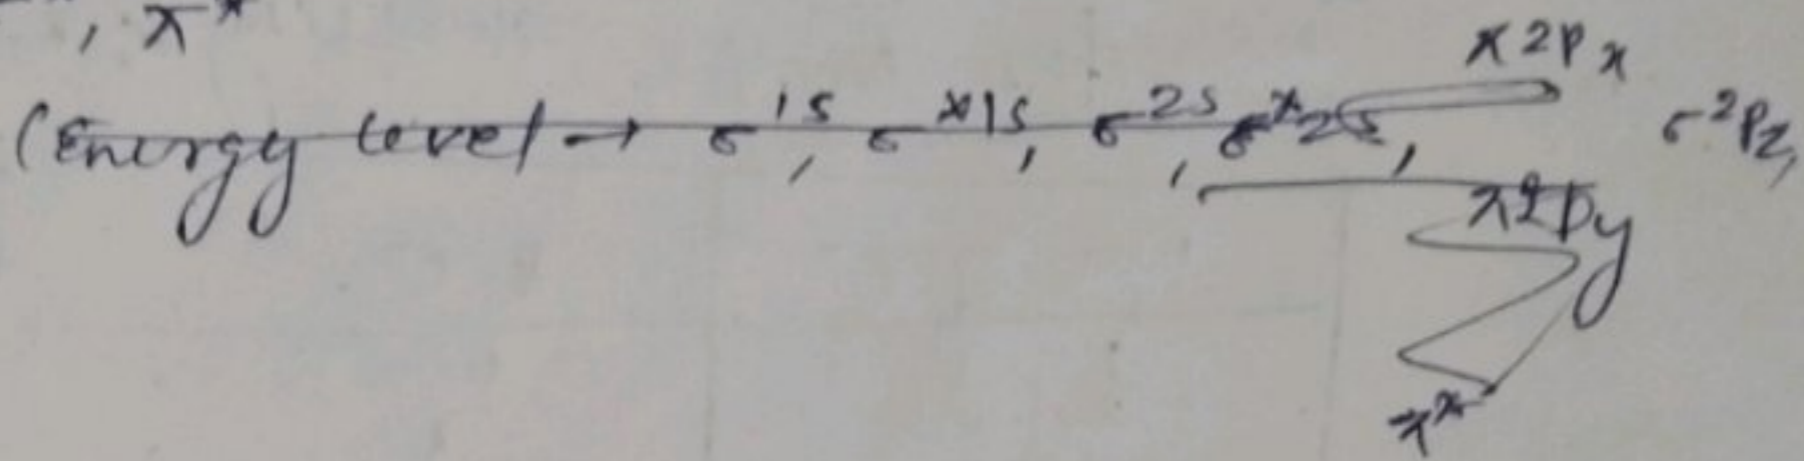 , π*
π2Px
(Energy level → σ1s, σ*1s, σ2s, σ*2s, σ2Pz,
π2Py
π*